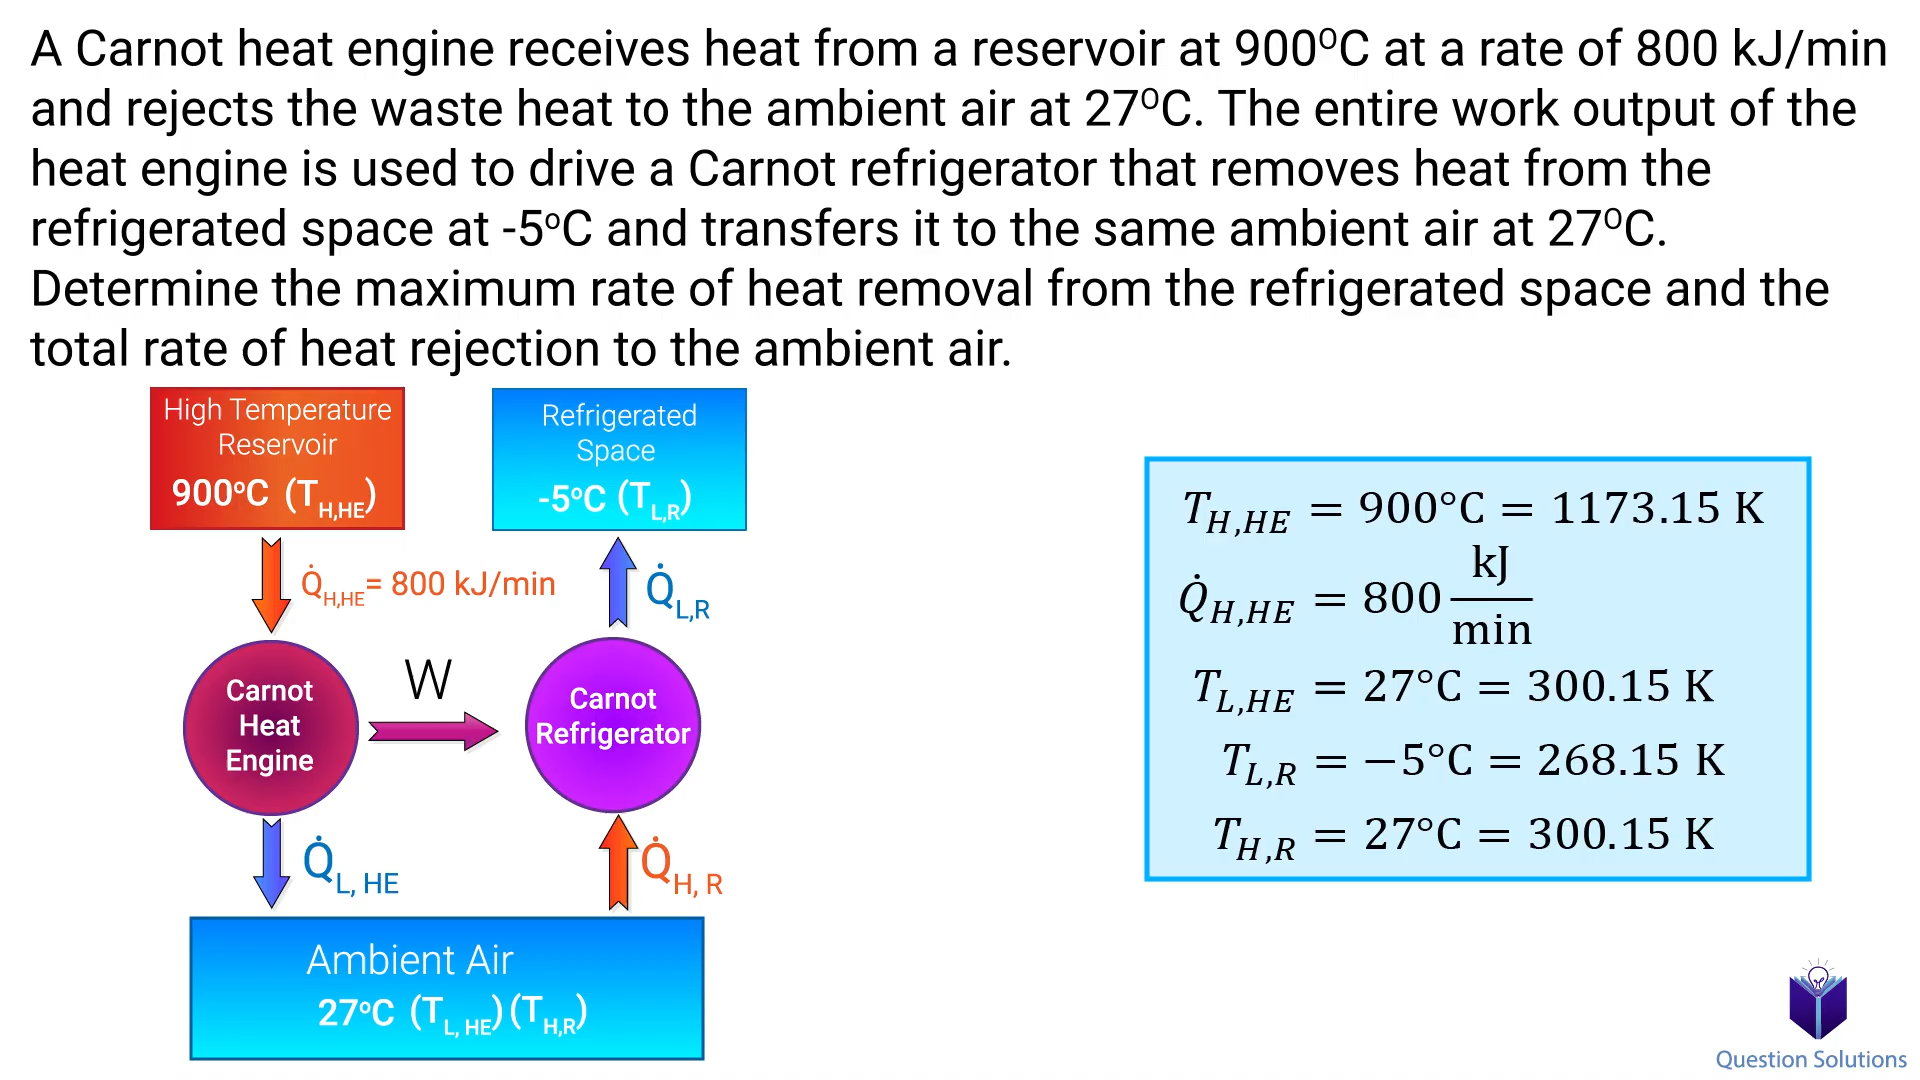 A Carnot heat engine receives heat from a reservoir at 900ᴼC at a rate of 800 kJ/min
and rejects the waste heat to the ambient air at 27ᴼC. The entire work output of the
heat engine is used to drive a Carnot refrigerator that removes heat from the
refrigerated space at -5ᵒC and transfers it to the same ambient air at 27ᴼC.
Determine the maximum rate of heat removal from the refrigerated space and the
total rate of heat rejection to the ambient air.
High Temperature
Reservoir
900ᵒC (T_H,HE)
Refrigerated
Space
-5ᵒC (T_L,R)
Q̇_H,HE = 800 kJ/min
Q̇_L,R
Carnot
Heat
Engine
W
Carnot
Refrigerator
Q̇_L, HE
Q̇_H, R
Ambient Air
27ᵒC (T_L, HE) (T_H,R)
T_H,HE = 900°C = 1173.15 K
Q̇_H,HE = 800 kJ/min
T_L,HE = 27°C = 300.15 K
T_L,R = −5°C = 268.15 K
T_H,R = 27°C = 300.15 K
Question Solutions